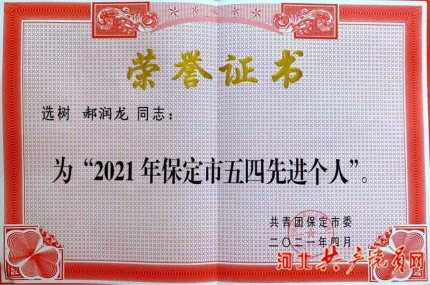 荣誉证书
选树 郝润龙 同志：
为“2021年保定市五四先进个人”。
共青团保定市委
二〇二一年四月
河北共产党员网